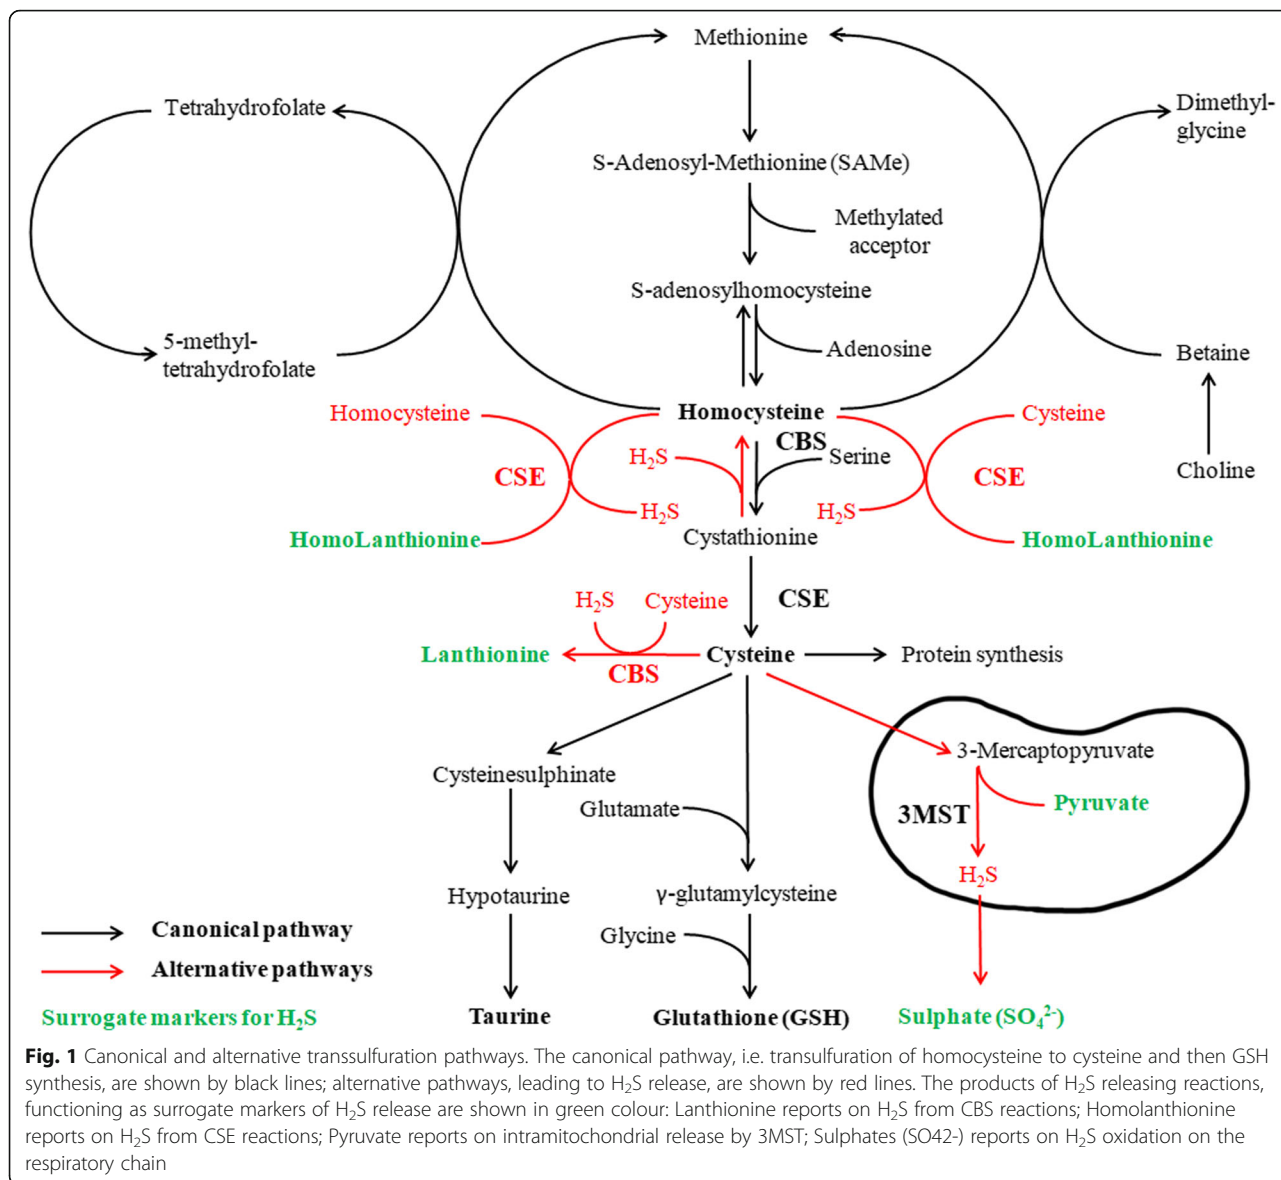 Methionine
Tetrahydrofolate
Dimethyl-
glycine
S-Adenosyl-Methionine (SAMe)
Methylated
acceptor
S-adenosylhomocysteine
5-methyl-
tetrahydrofolate
Adenosine
Betaine
Homocysteine
Homocysteine
Cysteine
CBS
H₂S
Serine
CSE
CSE
Choline
H₂S
H₂S
HomoLanthionine
Cystathionine
HomoLanthionine
H₂S
Cysteine
CSE
Lanthionine
Cysteine
Protein synthesis
CBS
3-Mercaptopyruvate
Cysteinesulphinate
Glutamate
Pyruvate
3MST
H₂S
Hypotaurine
γ-glutamylcysteine
Canonical pathway
Glycine
Alternative pathways
Surrogate markers for H₂S
Taurine
Glutathione (GSH)
Sulphate (SO₄²⁻)
Fig. 1 Canonical and alternative transsulfuration pathways. The canonical pathway, i.e. transulfuration of homocysteine to cysteine and then GSH
synthesis, are shown by black lines; alternative pathways, leading to H₂S release, are shown by red lines. The products of H₂S releasing reactions,
functioning as surrogate markers of H₂S release are shown in green colour: Lanthionine reports on H₂S from CBS reactions; Homolanthionine
reports on H₂S from CSE reactions; Pyruvate reports on intramitochondrial release by 3MST; Sulphates (SO42-) reports on H₂S oxidation on the
respiratory chain